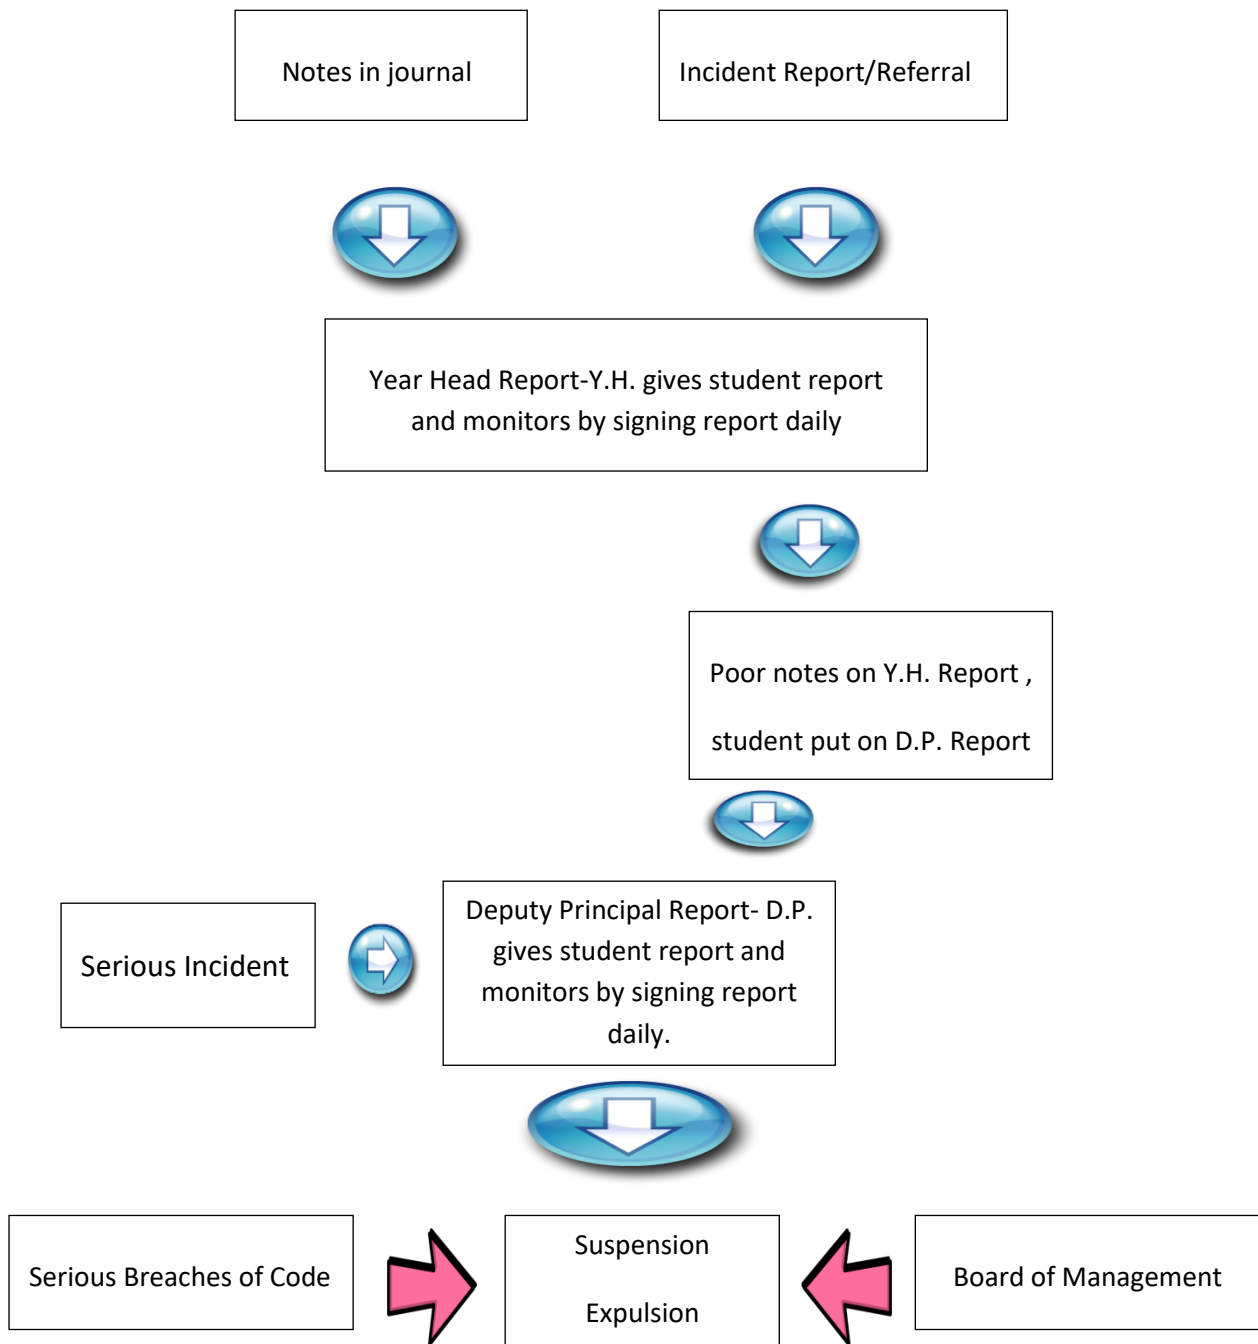 Notes in journal
Incident Report/Referral
Year Head Report-Y.H. gives student report
and monitors by signing report daily
Poor notes on Y.H. Report ,
student put on D.P. Report
Serious Incident
Deputy Principal Report- D.P.
gives student report and
monitors by signing report
daily.
Serious Breaches of Code
Suspension
Expulsion
Board of Management